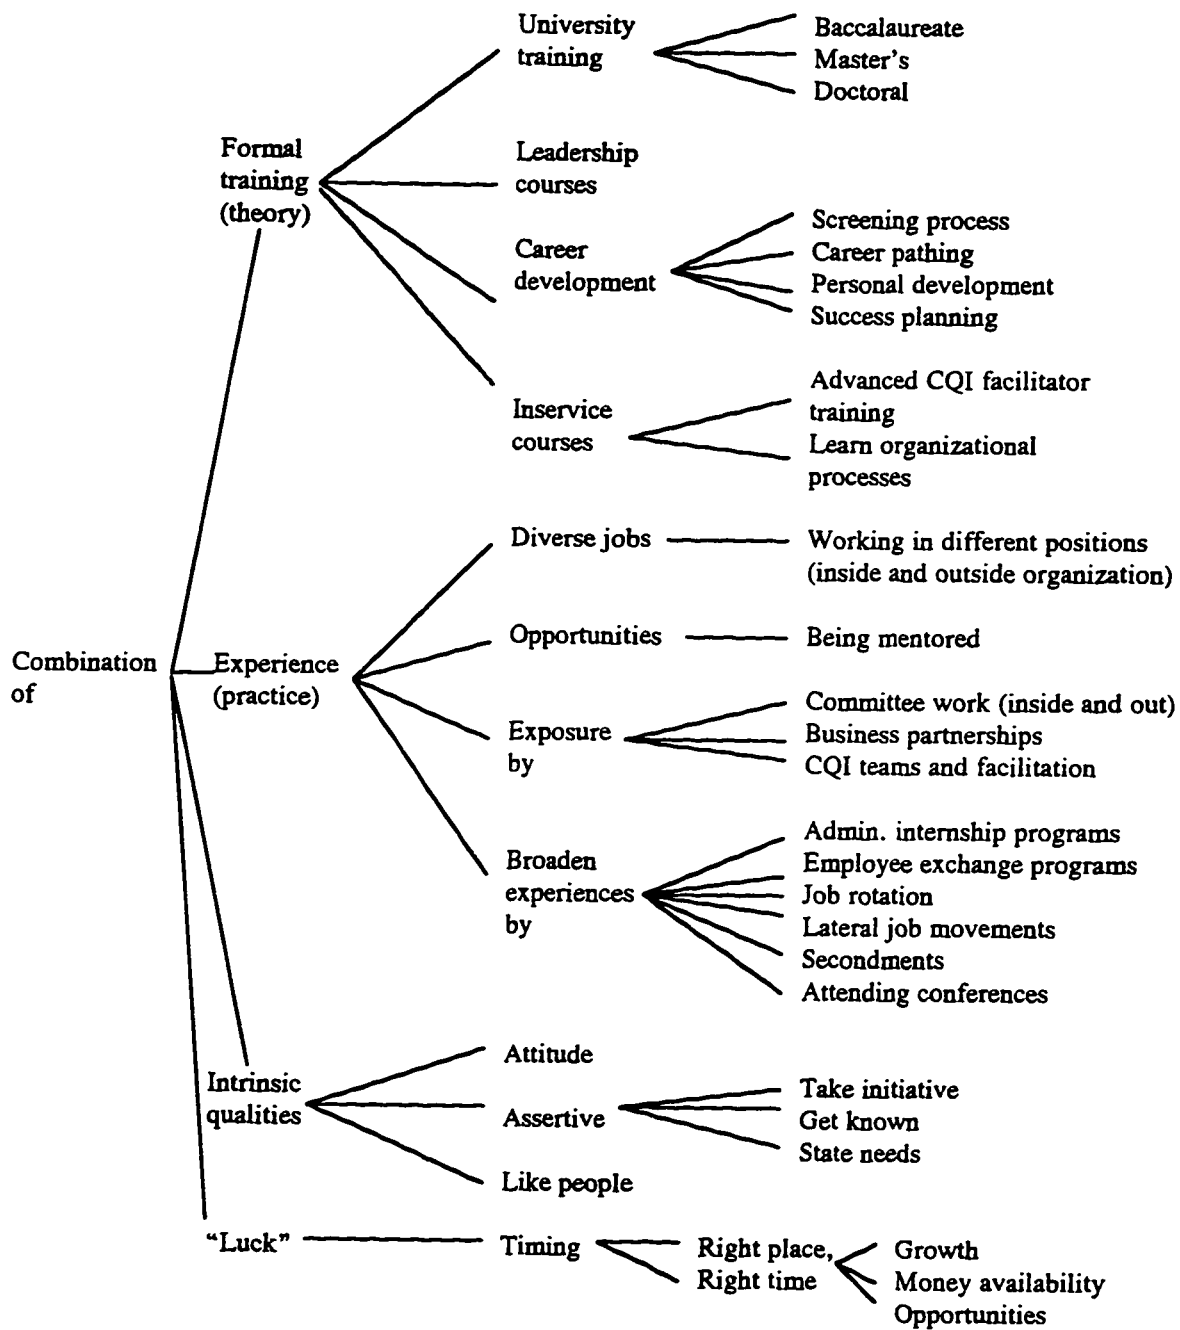 University
training
Baccalaureate
Master's
Doctoral
Formal
training
(theory)
Leadership
courses
Career
development
Screening process
Career pathing
Personal development
Success planning
Inservice
courses
Advanced CQI facilitator
training
Learn organizational
processes
Diverse jobs
Working in different positions
(inside and outside organization)
Opportunities
Being mentored
Combination
of
Experience
(practice)
Exposure
by
Committee work (inside and out)
Business partnerships
CQI teams and facilitation
Broaden
experiences
by
Admin. internship programs
Employee exchange programs
Job rotation
Lateral job movements
Secondments
Attending conferences
Intrinsic
qualities
Attitude
Assertive
Take initiative
Get known
State needs
Like people
"Luck"
Timing
Right place,
Right time
Growth
Money availability
Opportunities